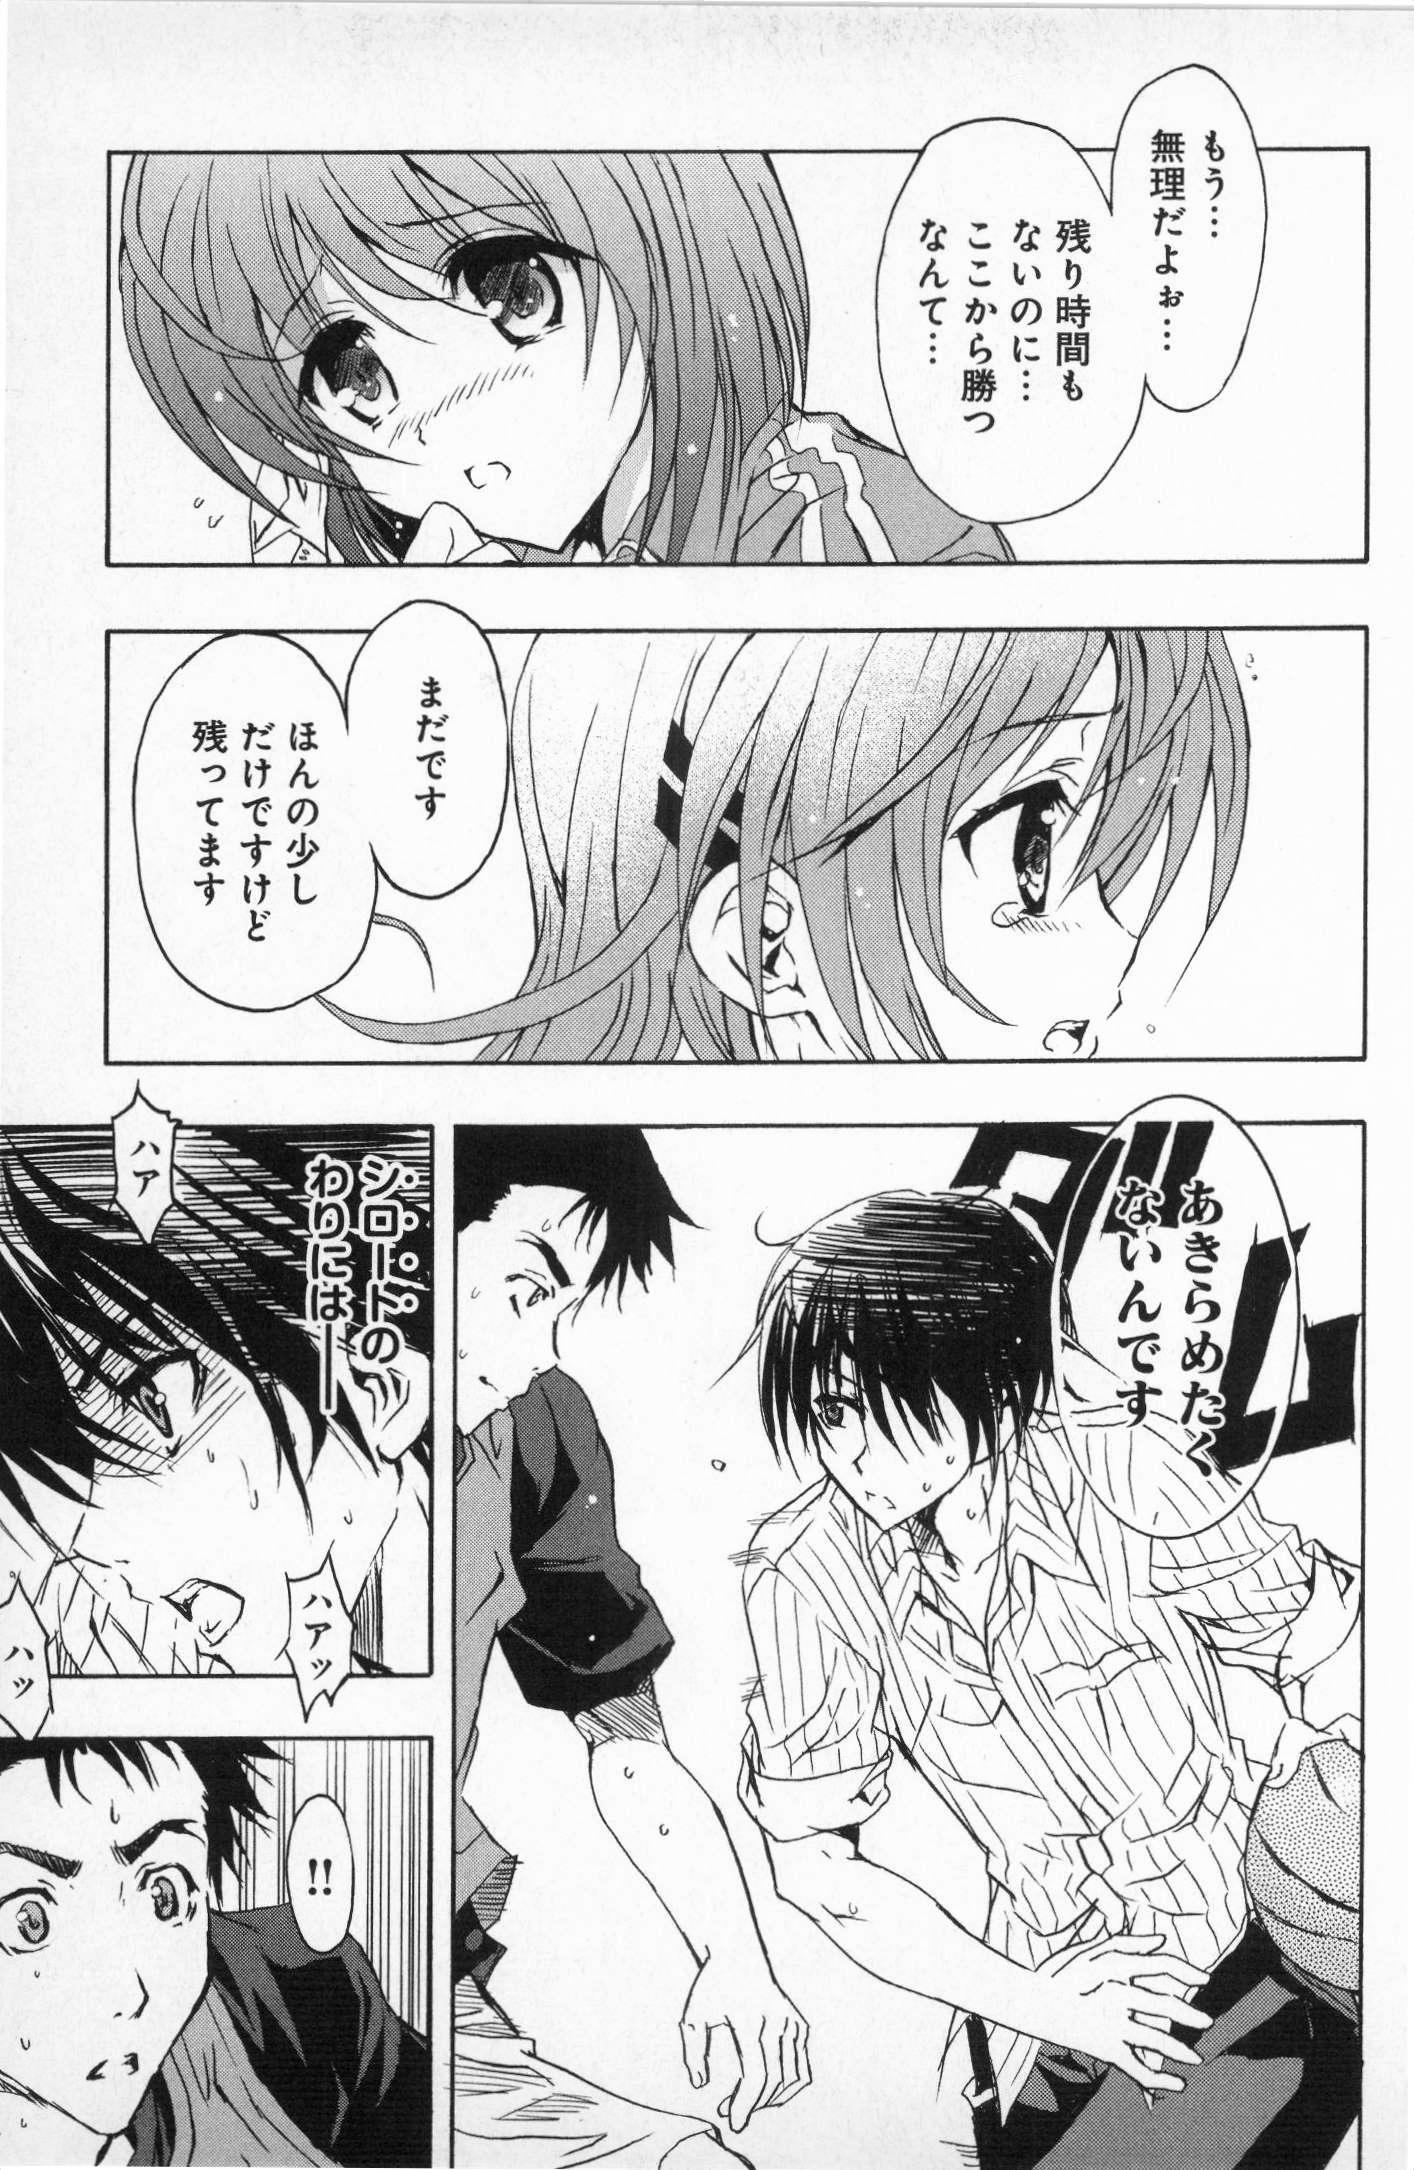 もう…
無理だよぉ…
残り時間も
ないのに…
ここから勝つ
なんて…
まだです
ほんの少し
だけですけど
残ってます
あきらめたく
ないんです
シロートの
わりには――
ハァ
ハアッ
ハッ
!!